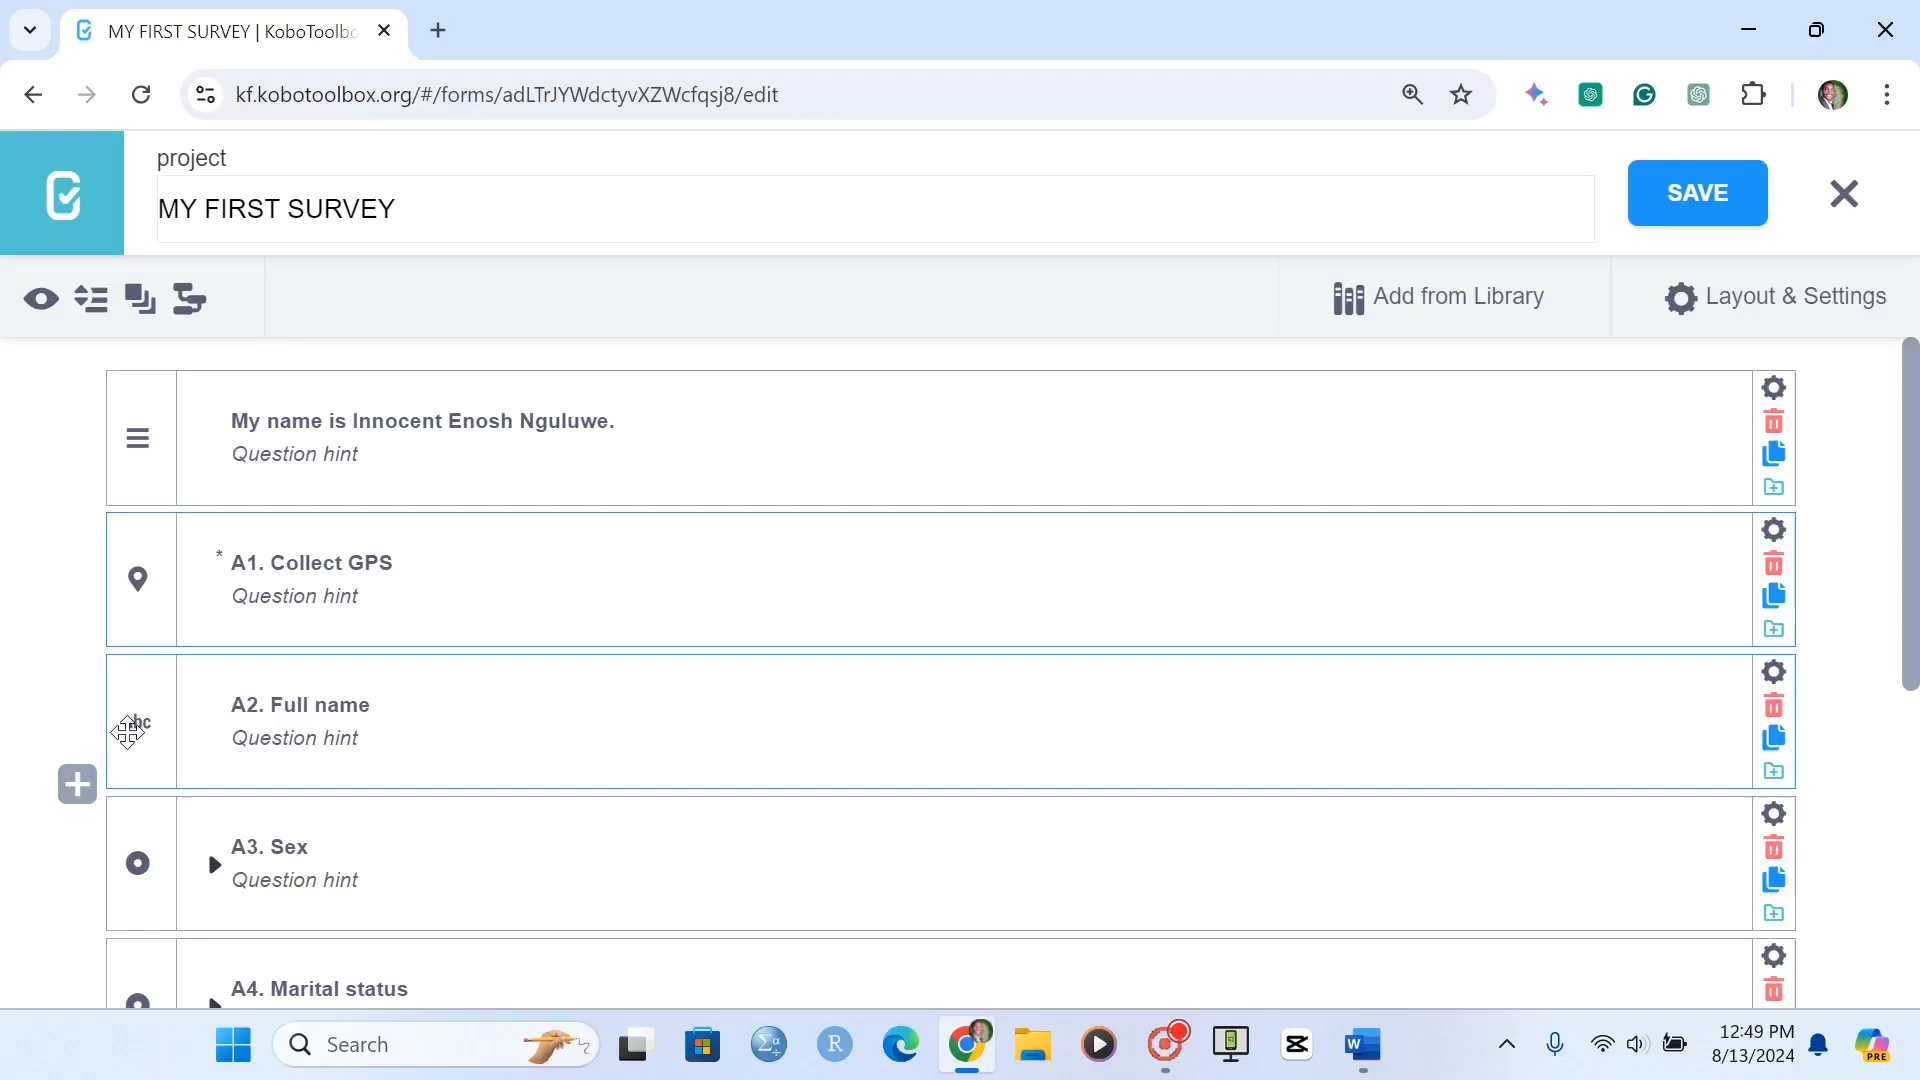 MY FIRST SURVEY | KoboToolbo
kf.kobotoolbox.org/#/forms/adLTrJYWdctyvXZWcfqsj8/edit
project
MY FIRST SURVEY
SAVE
Add from Library
Layout & Settings
My name is Innocent Enosh Nguluwe.
Question hint
* A1. Collect GPS
Question hint
A2. Full name
Question hint
A3. Sex
Question hint
A4. Marital status
Search
12:49 PM
8/13/2024
PRE